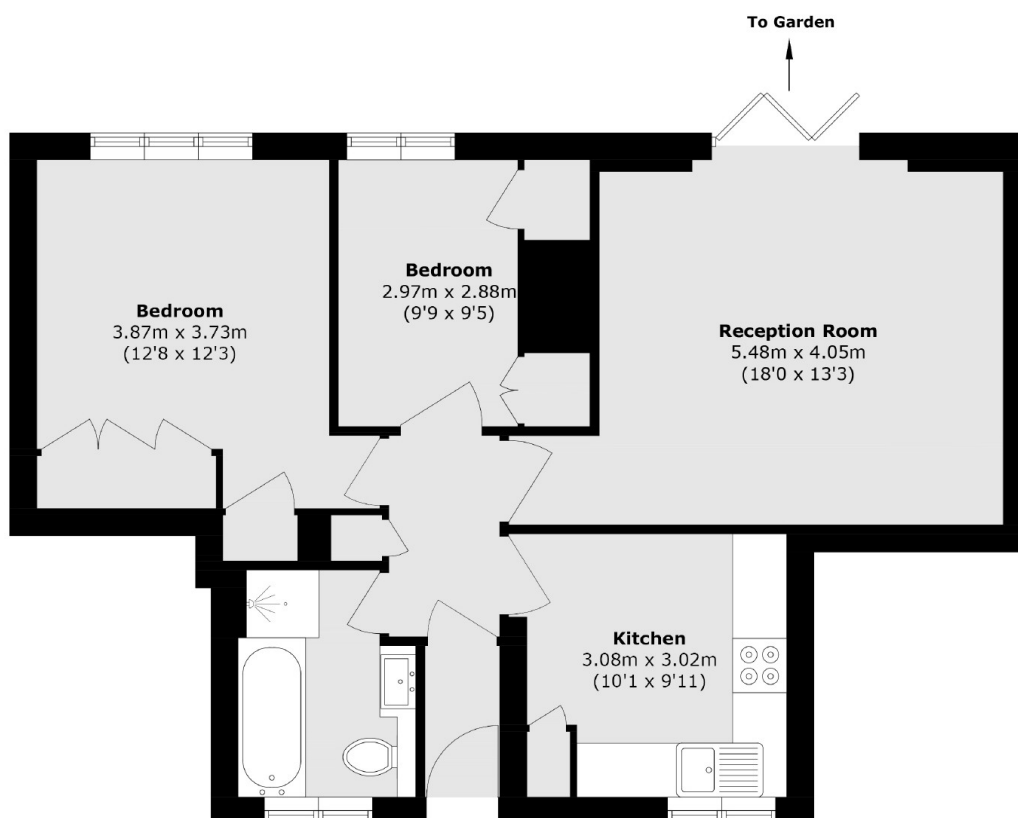 To Garden
Bedroom
2.97m x 2.88m
(9'9 x 9'5)
Bedroom
3.87m x 3.73m
(12'8 x 12'3)
Reception Room
5.48m x 4.05m
(18'0 x 13'3)
Kitchen
3.08m x 3.02m
(10'1 x 9'11)